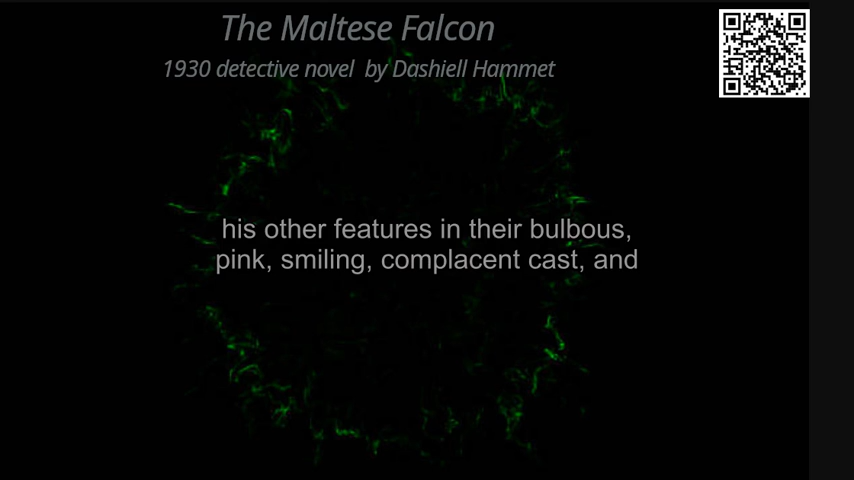 The Maltese Falcon
1930 detective novel by Dashiell Hammet
his other features in their bulbous,
pink, smiling, complacent cast, and